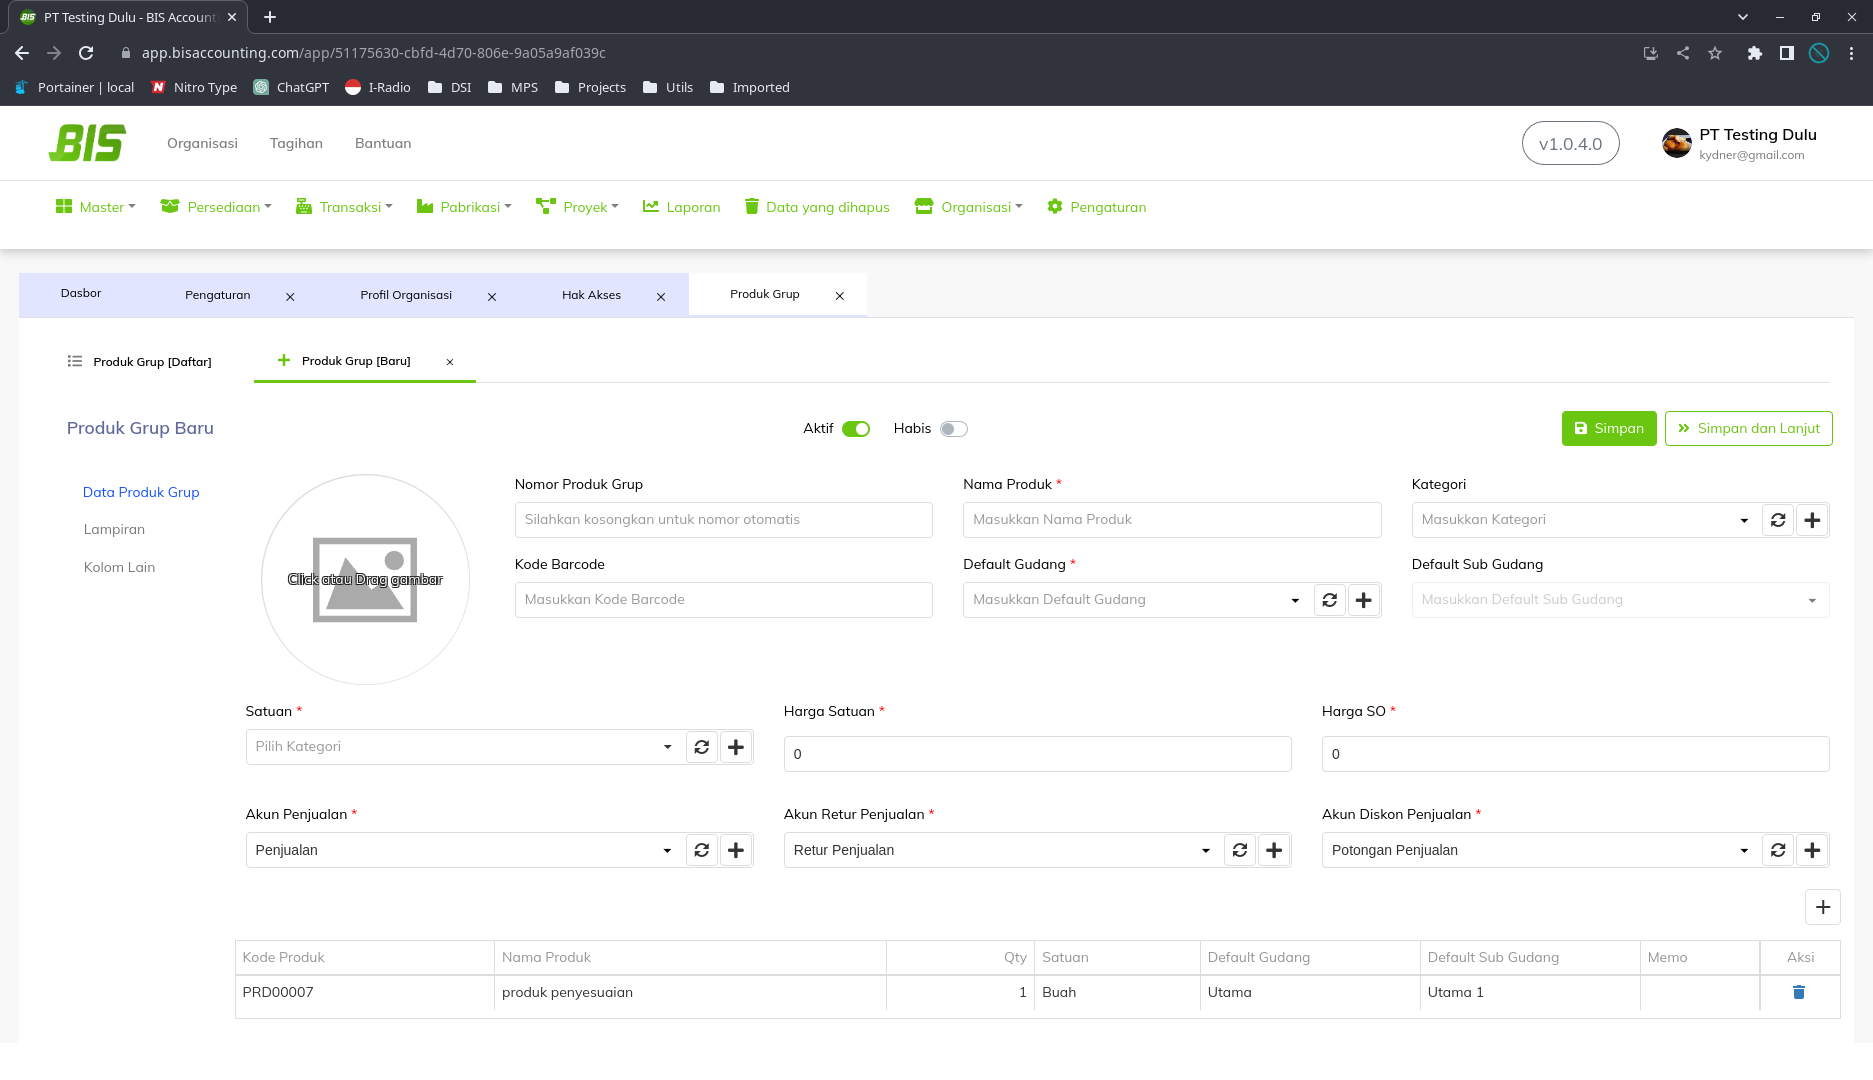 PT Testing Dulu - BIS Account
app.bisaccounting.com/app/51175630-cbfd-4d70-806e-9a05a9af039c
Portainer | local Nitro Type ChatGPT I-Radio DSI MPS Projects Utils Imported
BIS Organisasi Tagihan Bantuan v1.0.4.0 PT Testing Dulu
kydner@gmail.com
Master Persediaan Transaksi Pabrikasi Proyek Laporan Data yang dihapus Organisasi Pengaturan
Dasbor Pengaturan Profil Organisasi Hak Akses Produk Grup
Produk Grup [Daftar] Produk Grup [Baru]
Produk Grup Baru Aktif Habis Simpan Simpan dan Lanjut
Data Produk Grup
Lampiran
Kolom Lain
Click atau Drag gambar
Nomor Produk Grup Nama Produk * Kategori
Silahkan kosongkan untuk nomor otomatis Masukkan Nama Produk Masukkan Kategori
Kode Barcode Default Gudang * Default Sub Gudang
Masukkan Kode Barcode Masukkan Default Gudang Masukkan Default Sub Gudang
Satuan * Harga Satuan * Harga SO *
Pilih Kategori 0 0
Akun Penjualan * Akun Retur Penjualan * Akun Diskon Penjualan *
Penjualan Retur Penjualan Potongan Penjualan
Kode Produk Nama Produk Qty Satuan Default Gudang Default Sub Gudang Memo Aksi
PRD00007 produk penyesuaian 1 Buah Utama Utama 1